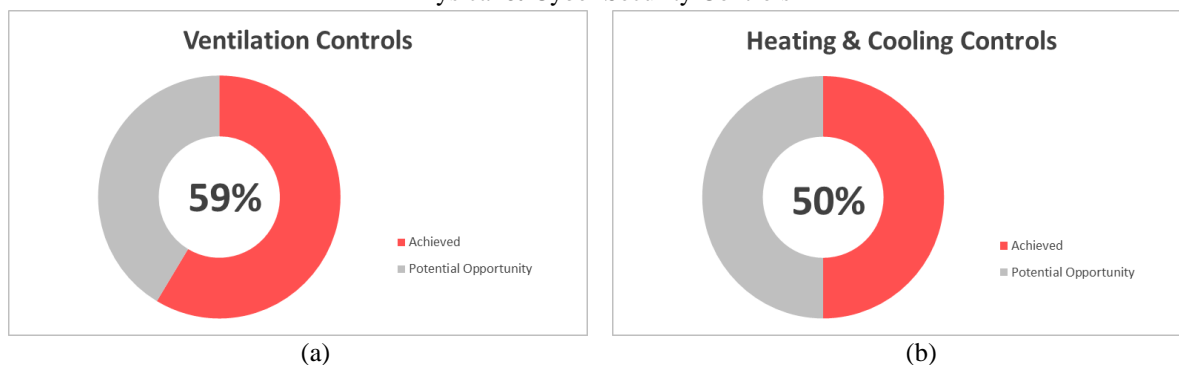 Ventilation Controls
59%
Achieved
Potential Opportunity
(a)
Heating & Cooling Controls
50%
Achieved
Potential Opportunity
(b)